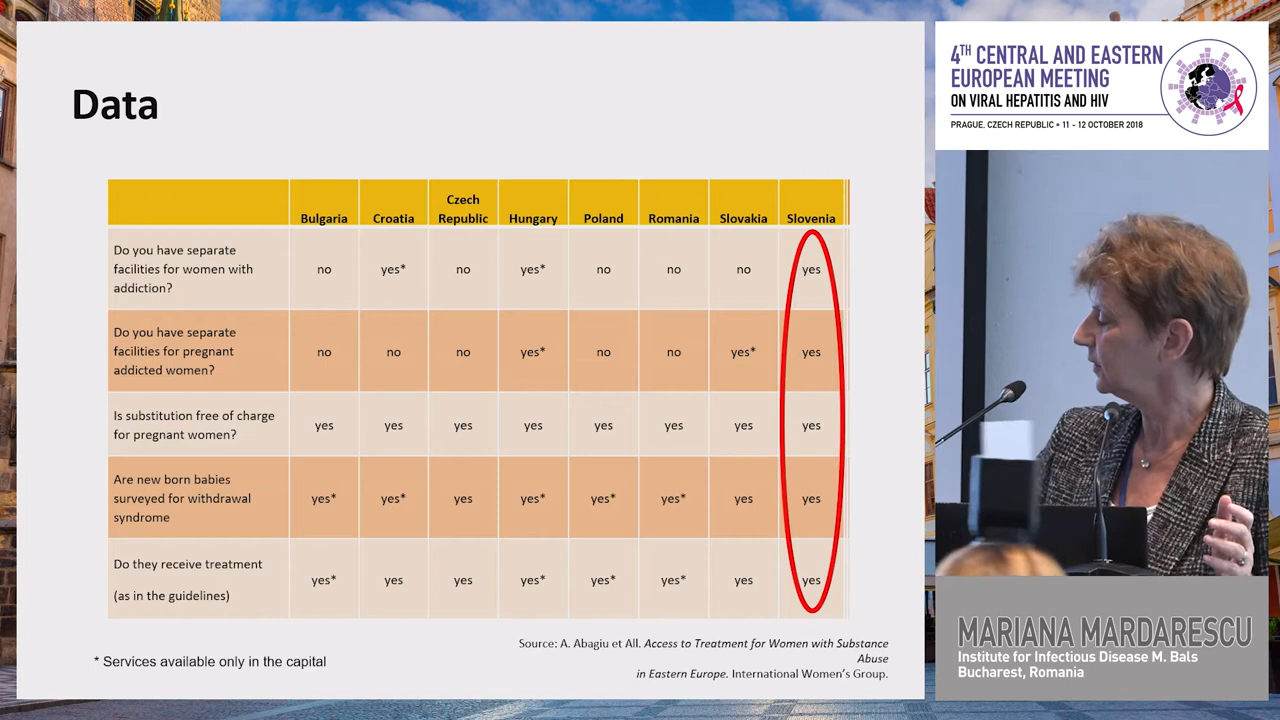 Data
Czech
Bulgaria Croatia Republic Hungary Poland Romania Slovakia Slovenia
Do you have separate
facilities for women with
addiction?
no yes* no yes* no no no yes
Do you have separate
facilities for pregnant
addicted women?
no no no yes* no no yes* yes
Is substitution free of charge
for pregnant women?
yes yes yes yes yes yes yes yes
Are new born babies
surveyed for withdrawal
syndrome
yes* yes* yes yes* yes* yes* yes yes
Do they receive treatment
(as in the guidelines)
yes* yes yes yes* yes* yes* yes yes
* Services available only in the capital
Source: A. Abagiu et All. Access to Treatment for Women with Substance
Abuse
in Eastern Europe. International Women's Group.
4TH CENTRAL AND EASTERN
EUROPEAN MEETING
ON VIRAL HEPATITIS AND HIV
PRAGUE, CZECH REPUBLIC • 11 - 12 OCTOBER 2018
MARIANA MARDARESCU
Institute for Infectious Disease M. Bals
Bucharest, Romania